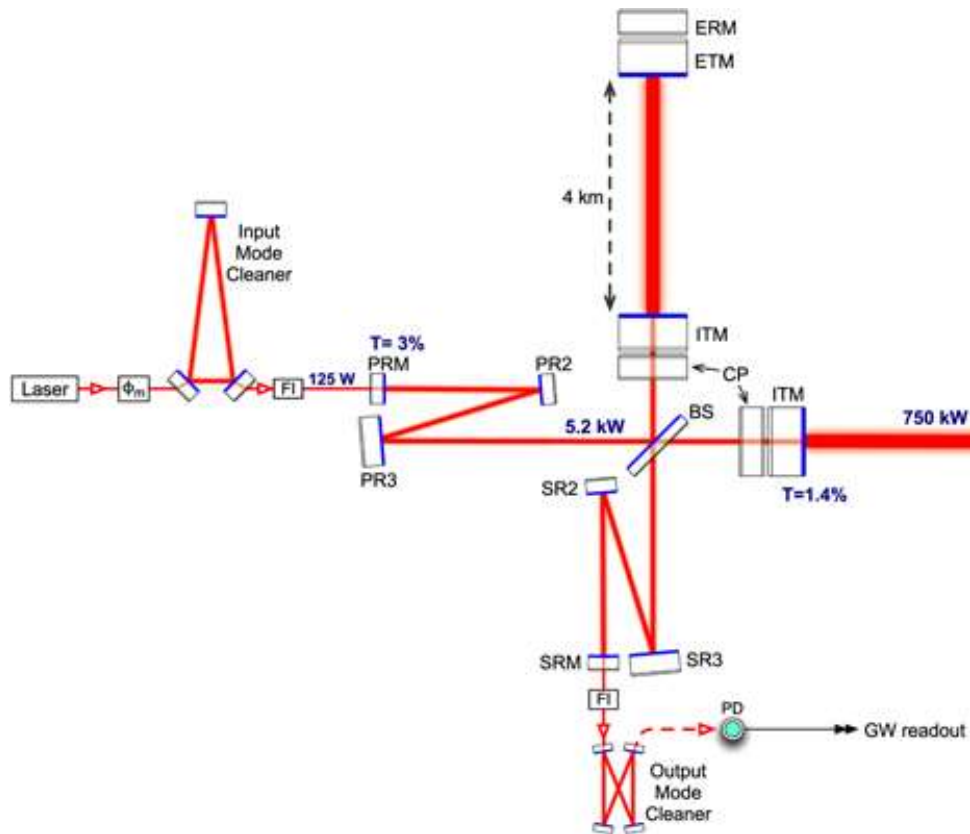 ERM
ETM
4 km
Input
Mode
Cleaner
ITM
T= 3%
PRM
PR2
CP
ITM
Laser
ϕm
FI
125 W
BS
5.2 kW
750 kW
PR3
SR2
T=1.4%
SRM
SR3
FI
PD
GW readout
Output
Mode
Cleaner